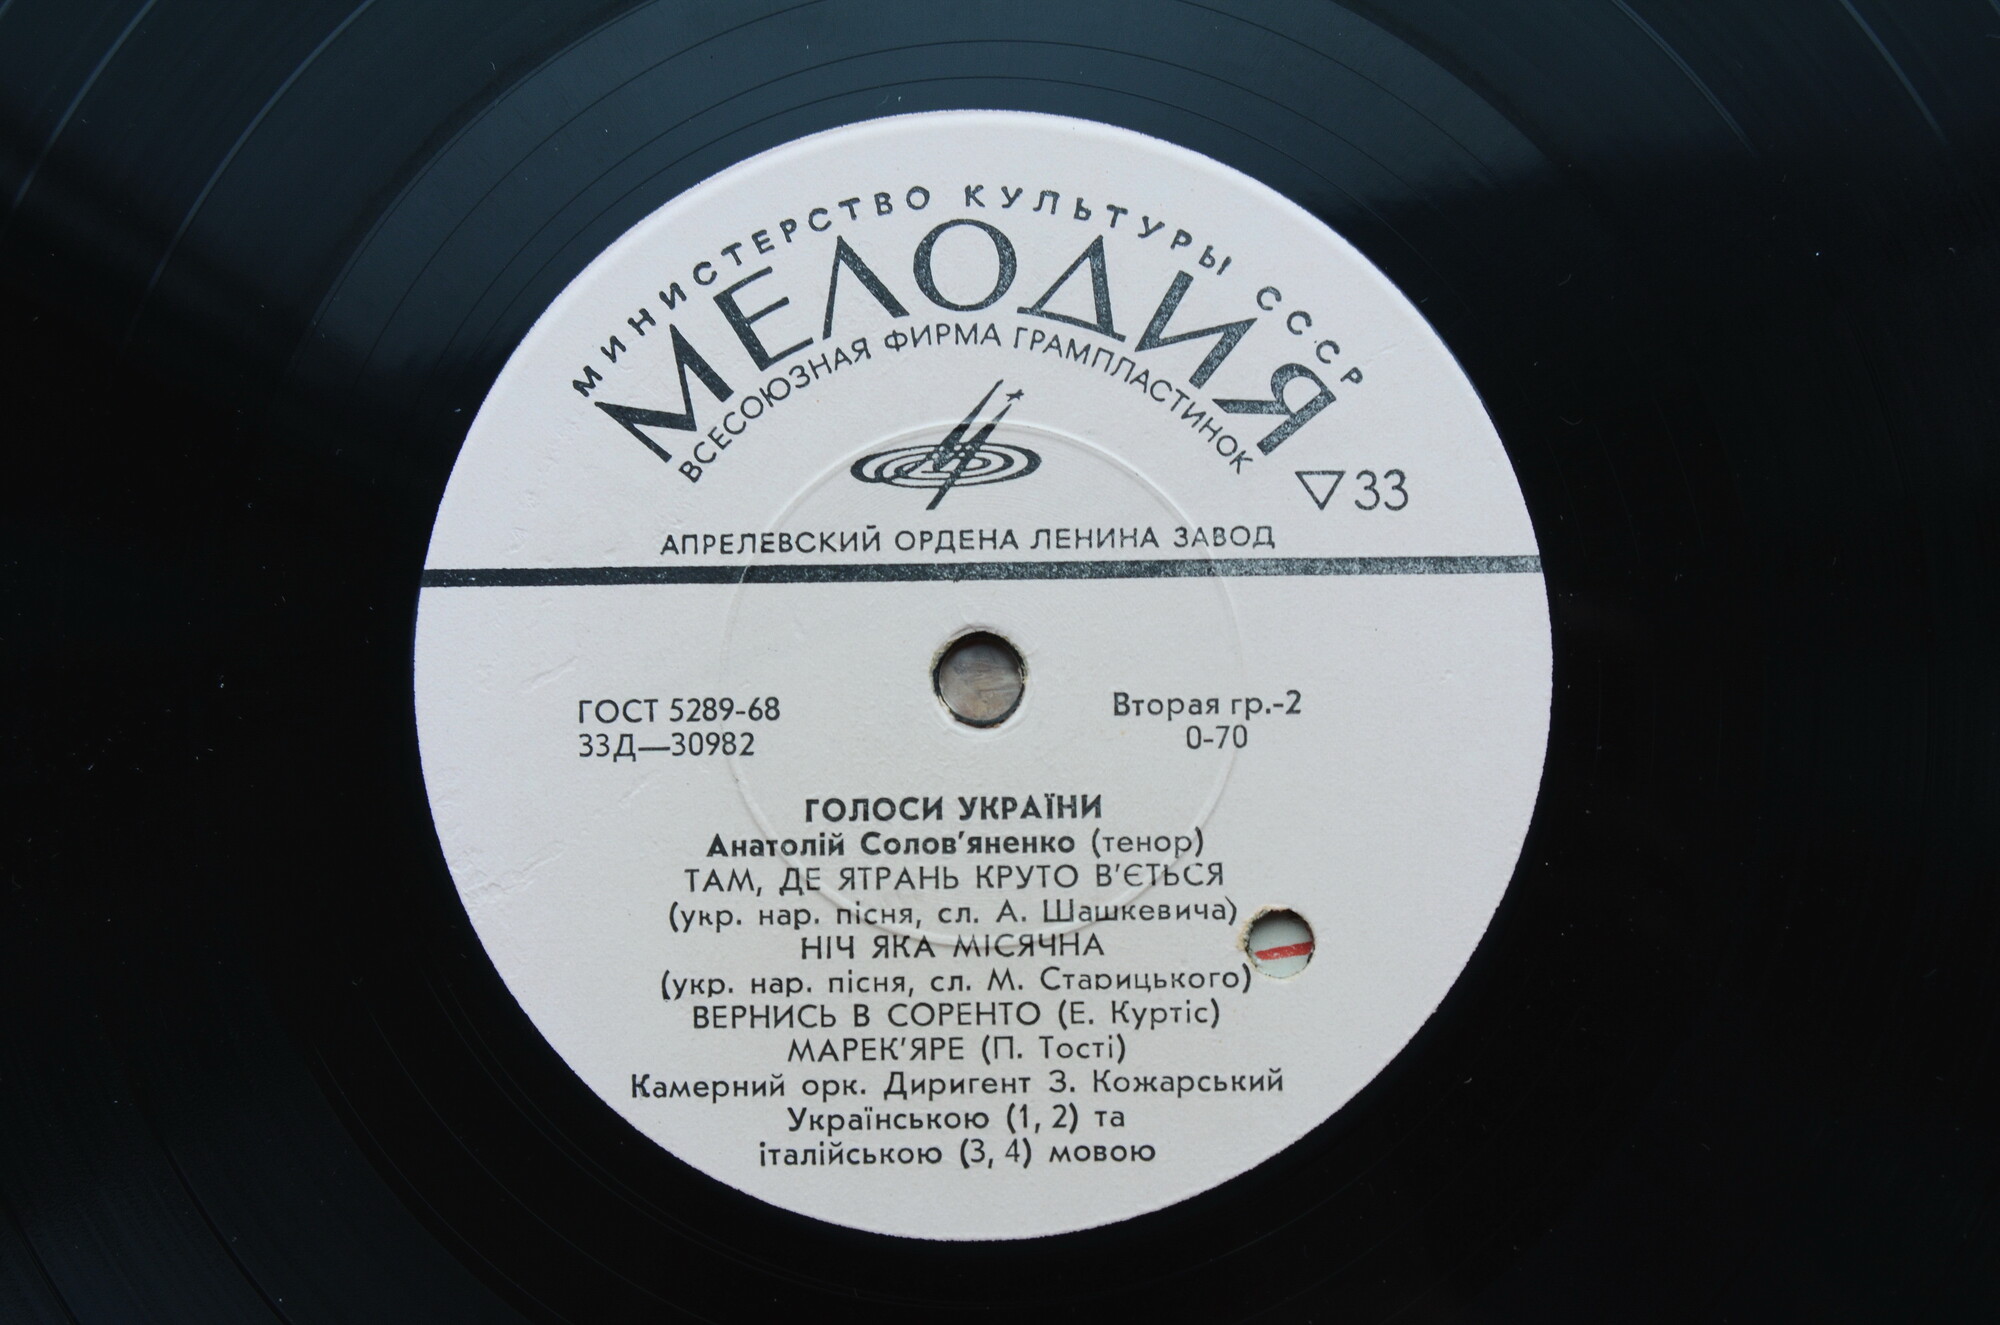 МИНИСТЕРСТВО КУЛЬТУРЫ СССР
МЕЛОДИЯ
ВСЕСОЮЗНАЯ ФИРМА ГРАМПЛАСТИНОК
▽33
АПРЕЛЕВСКИЙ ОРДЕНА ЛЕНИНА ЗАВОД
ГОСТ 5289-68
33Д—30982
Вторая гр.-2
0-70
ГОЛОСИ УКРАЇНИ
Анатолій Солов'яненко (тенор)
ТАМ, ДЕ ЯТРАНЬ КРУТО В'ЄТЬСЯ
(укр. нар. пісня, сл. А. Шашкевича)
НІЧ ЯКА МІСЯЧНА
(укр. нар. пісня, сл. М. Старицького)
ВЕРНИСЬ В СОРЕНТО (Е. Куртіс)
МАРЕК'ЯРЕ (П. Тості)
Камерний орк. Диригент З. Кожарський
Українською (1, 2) та
італійською (3, 4) мовою